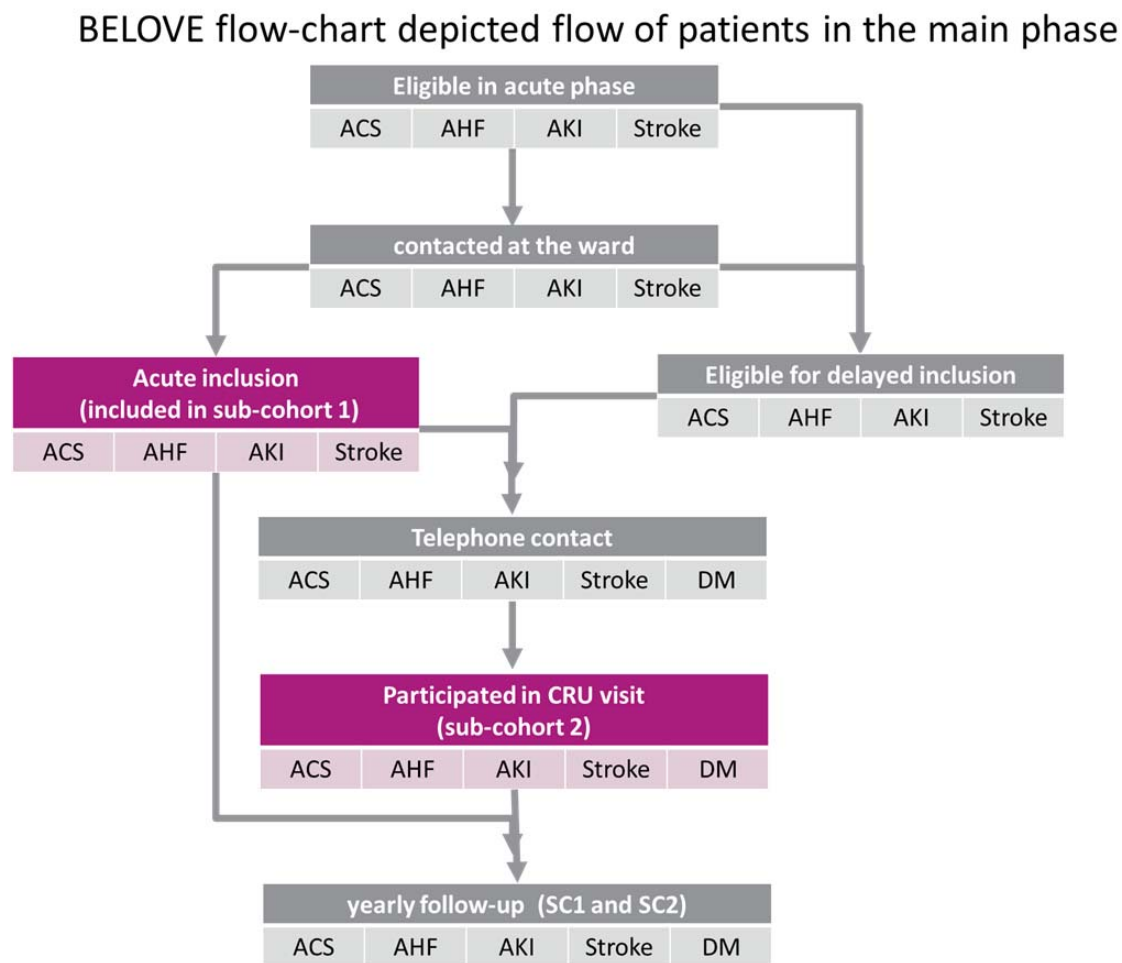 BELOVE flow-chart depicted flow of patients in the main phase
Eligible in acute phase
ACS AHF AKI Stroke
contacted at the ward
ACS AHF AKI Stroke
Acute inclusion
(included in sub-cohort 1)
ACS AHF AKI Stroke
Eligible for delayed inclusion
ACS AHF AKI Stroke
Telephone contact
ACS AHF AKI Stroke DM
Participated in CRU visit
(sub-cohort 2)
ACS AHF AKI Stroke DM
yearly follow-up (SC1 and SC2)
ACS AHF AKI Stroke DM